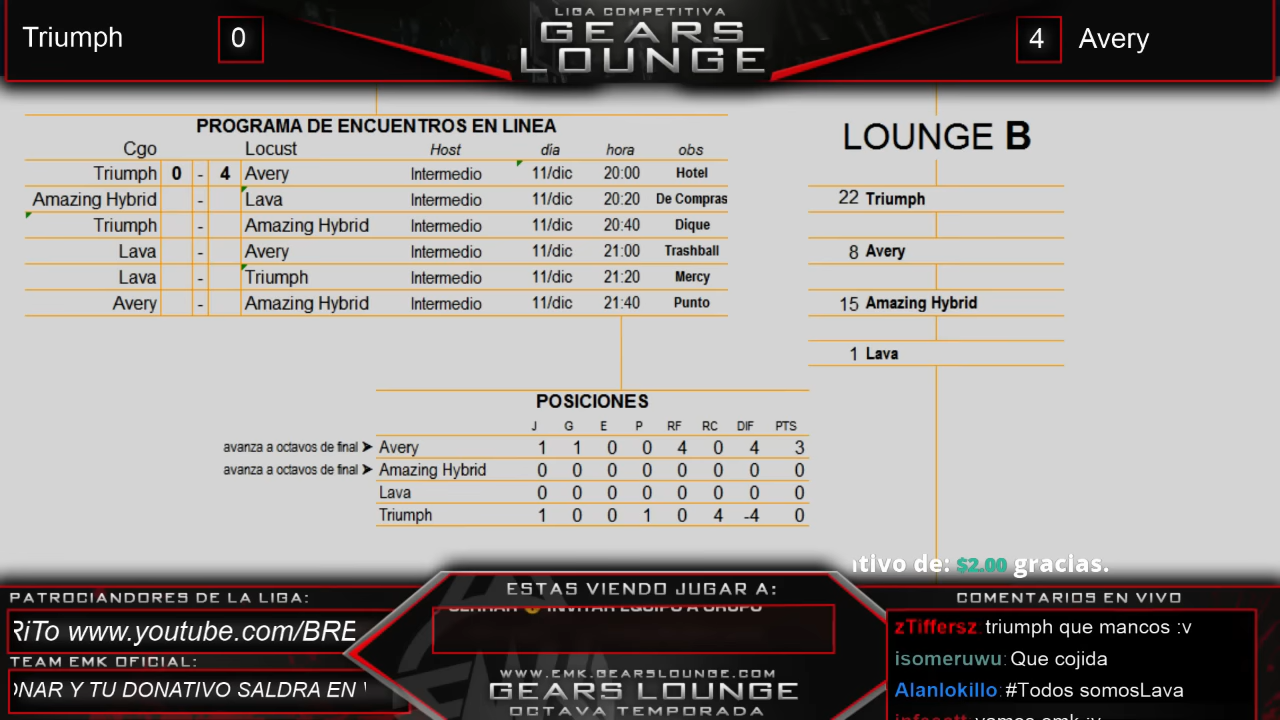 Triumph 0
LIGA COMPETITIVA
GEARS
LOUNGE
4 Avery
PROGRAMA DE ENCUENTROS EN LINEA
Cgo Locust Host día hora obs
Triumph 0 - 4 Avery Intermedio 11/dic 20:00 Hotel
Amazing Hybrid - Lava Intermedio 11/dic 20:20 De Compras
Triumph - Amazing Hybrid Intermedio 11/dic 20:40 Dique
Lava - Avery Intermedio 11/dic 21:00 Trashball
Lava - Triumph Intermedio 11/dic 21:20 Mercy
Avery - Amazing Hybrid Intermedio 11/dic 21:40 Punto
LOUNGE B
22 Triumph
8 Avery
15 Amazing Hybrid
1 Lava
POSICIONES
J G E P RF RC DIF PTS
avanza a octavos de final ➤ Avery 1 1 0 0 4 0 4 3
avanza a octavos de final ➤ Amazing Hybrid 0 0 0 0 0 0 0 0
Lava 0 0 0 0 0 0 0 0
Triumph 1 0 0 1 0 4 -4 0
tivo de: $2.00 gracias.
PATROCIANDORES DE LA LIGA:
RiTo www.youtube.com/BRE
TEAM EMK OFICIAL:
ONAR Y TU DONATIVO SALDRA EN
ESTAS VIENDO JUGAR A:
INVITAR EQUIPO A GRUPO
WWW.EMK.GEARSLOUNGE.COM
GEARS LOUNGE
OCTAVA TEMPORADA
COMENTARIOS EN VIVO
zTiffersz: triumph que mancos :v
isomeruwu: Que cojida
Alanlokillo: #Todos somosLava
vamos emk :v